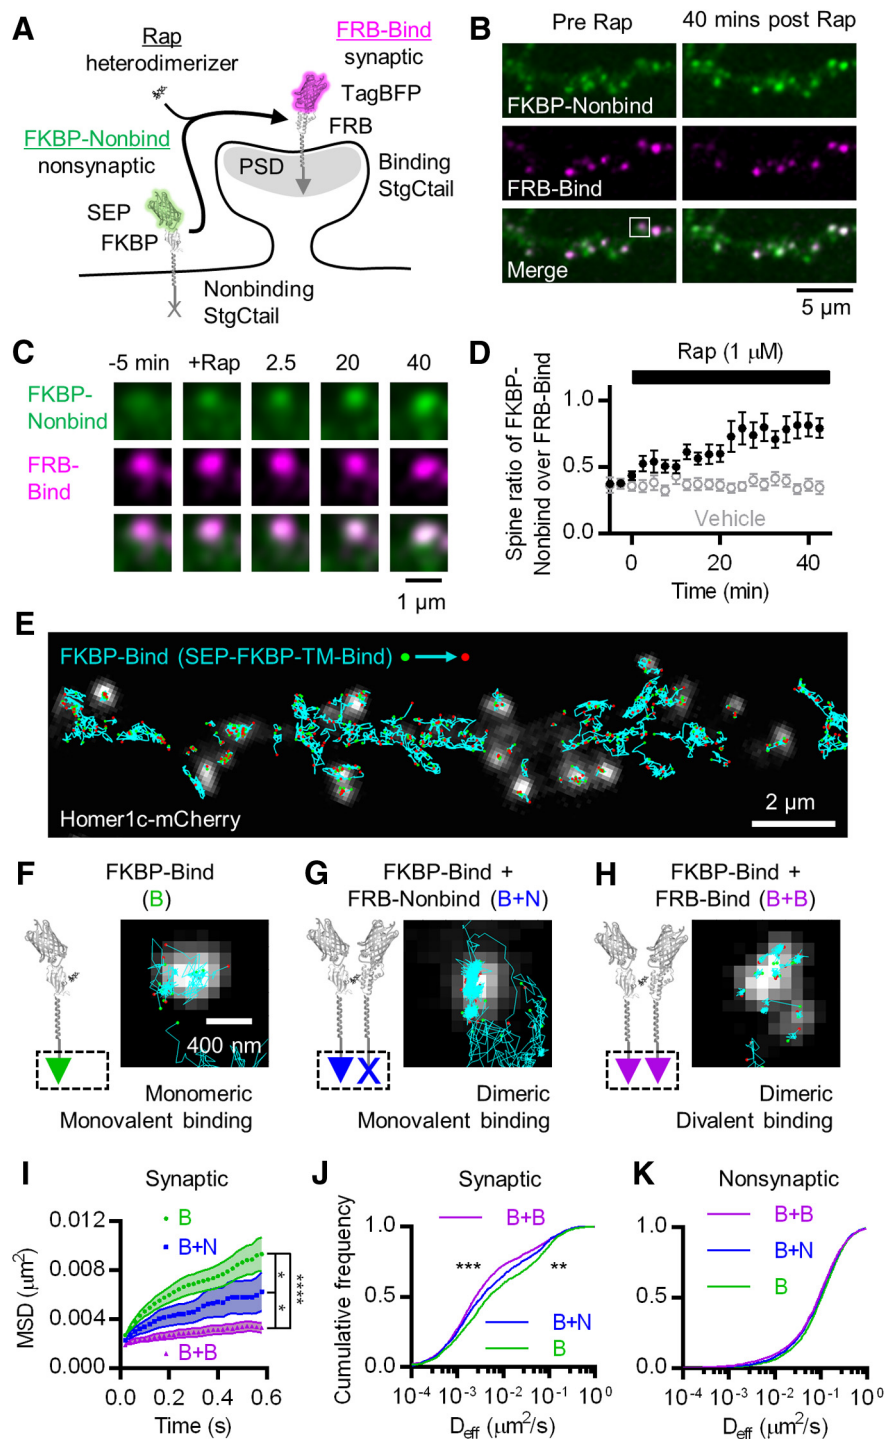 A
Rap
heterodimerizer
FRB-Bind
synaptic
TagBFP
FRB
FKBP-Nonbind
nonsynaptic
PSD
Binding
StgCtail
SEP
FKBP
X
Nonbinding
StgCtail
B
Pre Rap
40 mins post Rap
FKBP-Nonbind
FRB-Bind
Merge
5 μm
C
-5 min
+Rap
2.5
20
40
FKBP-
Nonbind
FRB-
Bind
1 μm
D
Rap (1 μM)
Spine ratio of FKBP-
Nonbind over FRB-Bind
1.0
0.5
0.0
Vehicle
0
20
40
Time (min)
E
FKBP-Bind (SEP-FKBP-TM-Bind)
Homer1c-mCherry
2 μm
F
FKBP-Bind
(B)
400 nm
Monomeric
Monovalent binding
G
FKBP-Bind +
FRB-Nonbind (B+N)
X
Dimeric
Monovalent binding
H
FKBP-Bind +
FRB-Bind (B+B)
Dimeric
Divalent binding
I
Synaptic
MSD (μm²)
0.012
0.008
0.004
0.000
B
B+N
B+B
*
*
****
0.0
0.2
0.4
0.6
Time (s)
J
Synaptic
Cumulative frequency
1.0
0.5
0.0
B+B
***
**
B+N
B
10⁻⁴ 10⁻³ 10⁻² 10⁻¹ 10⁰
Deff (μm²/s)
K
Nonsynaptic
1.0
0.5
0.0
B+B
B+N
B
10⁻⁴ 10⁻³ 10⁻² 10⁻¹ 10⁰
Deff (μm²/s)